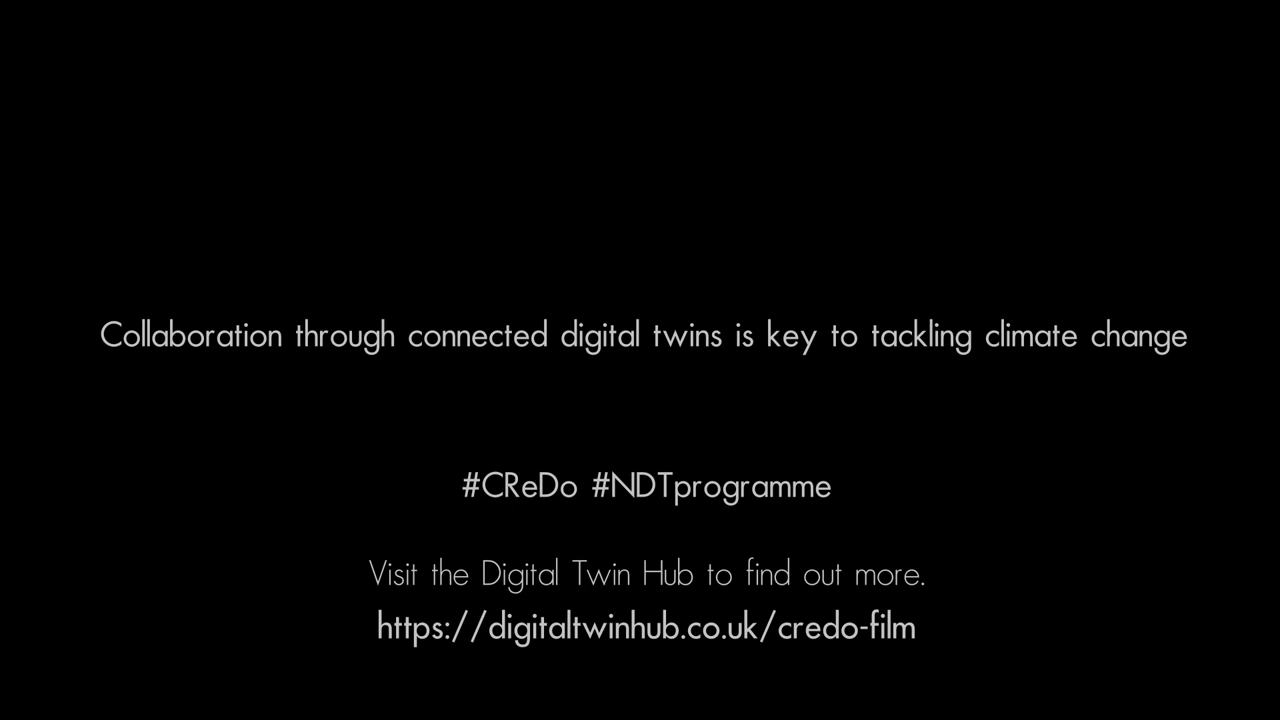 Collaboration through connected digital twins is key to tackling climate change
#CReDo #NDTprogramme
Visit the Digital Twin Hub to find out more.
https://digitaltwinhub.co.uk/credo-film